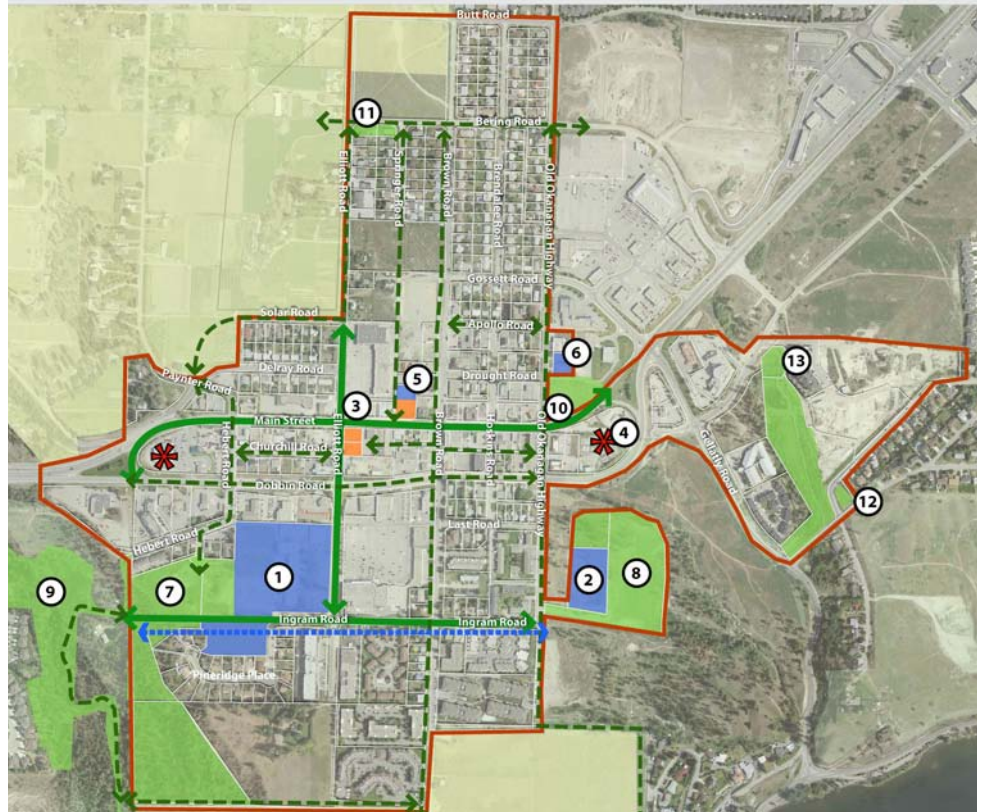 Butt Road
11
Bering Road
Elliott Road
Springer Road
Brown Road
Brendalee Road
Old Okanagan Highway
Gossett Road
Solar Road
Apollo Road
Delray Road
Drought Road
6
13
Paynter Road
5
3
10
Main Street
4
Hebert Road
Churchill Road
Elliott Road
Brown Road
Hoskins Road
Old Okanagan Highway
Gellatly Road
Dobbin Road
12
Last Road
Hebert Road
9
7
1
2
8
Ingram Road
Ingram Road
Pineridge Place